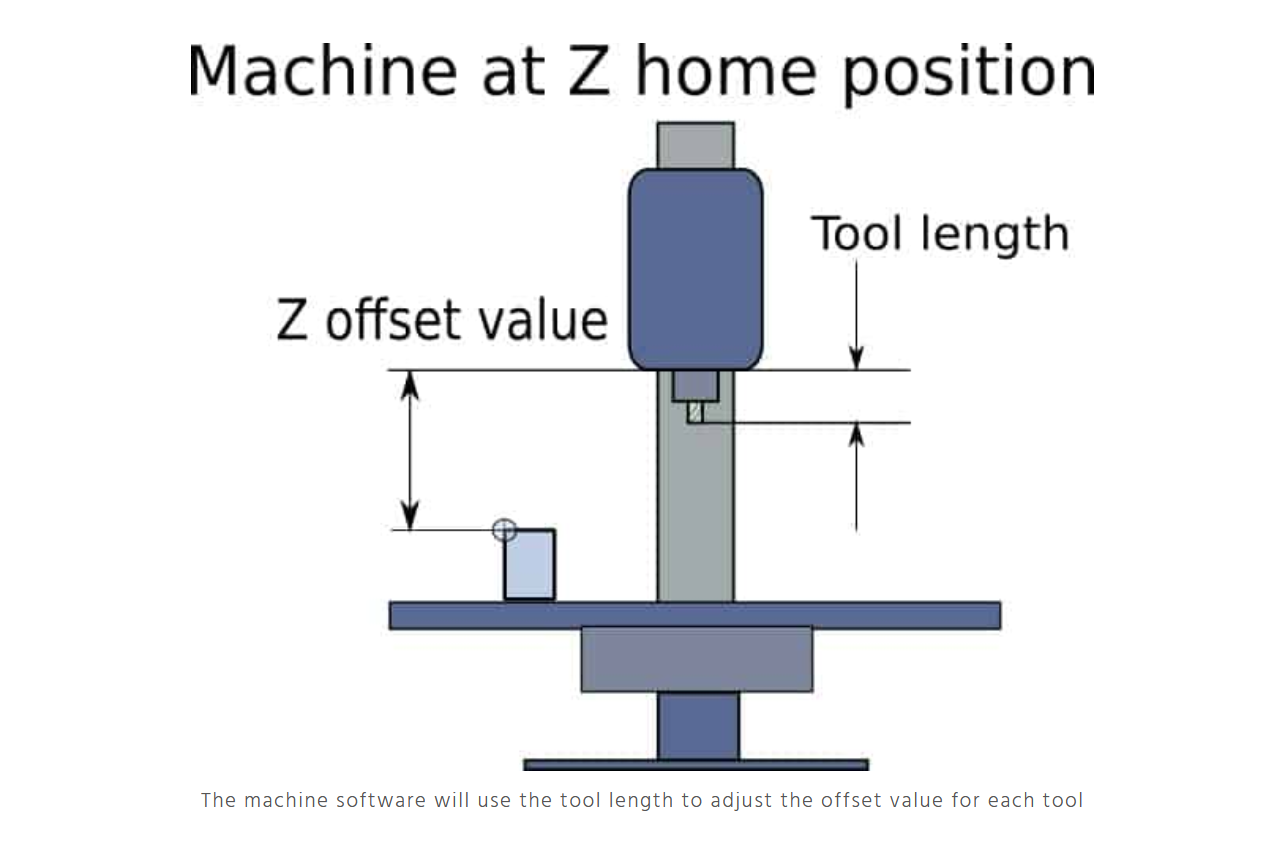 Machine at Z home position
Tool length
Z offset value
The machine software will use the tool length to adjust the offset value for each tool